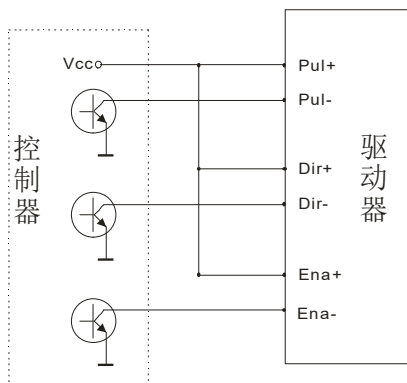 Vcc
Pul+
Pul-
控制器
Dir+
驱动器
Dir-
Ena+
Ena-